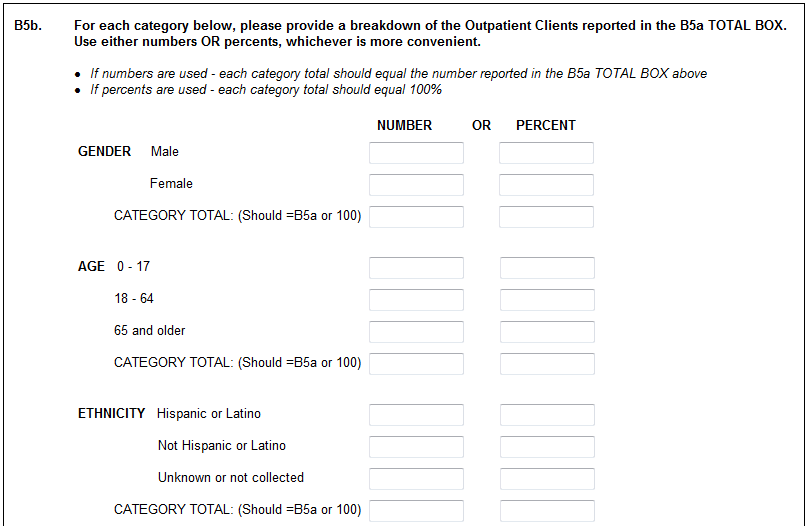 B5b. For each category below, please provide a breakdown of the Outpatient Clients reported in the B5a TOTAL BOX.
Use either numbers OR percents, whichever is more convenient.
• If numbers are used - each category total should equal the number reported in the B5a TOTAL BOX above
• If percents are used - each category total should equal 100%
NUMBER OR PERCENT
GENDER Male
Female
CATEGORY TOTAL: (Should =B5a or 100)
AGE 0 - 17
18 - 64
65 and older
CATEGORY TOTAL: (Should =B5a or 100)
ETHNICITY Hispanic or Latino
Not Hispanic or Latino
Unknown or not collected
CATEGORY TOTAL: (Should =B5a or 100)